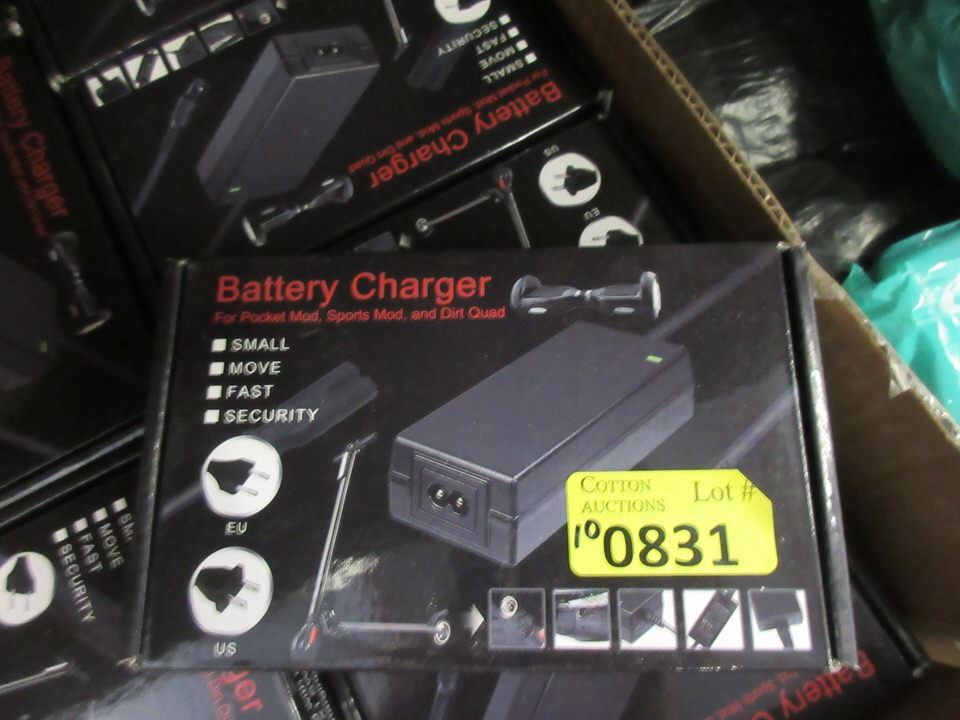 Battery Charger
For Pocket Mod, Sports Mod, and Dirt Quad
SMALL
MOVE
FAST
SECURITY
EU
US
COTTON
AUCTIONS
Lot #
10
0831
Battery Charger
For Pocket Mod, Sports Mod, and Dirt Quad
SMALL
MOVE
FAST
SECURITY
Battery Charger
US
EU
MOVE
FAST
SECURITY
Battery